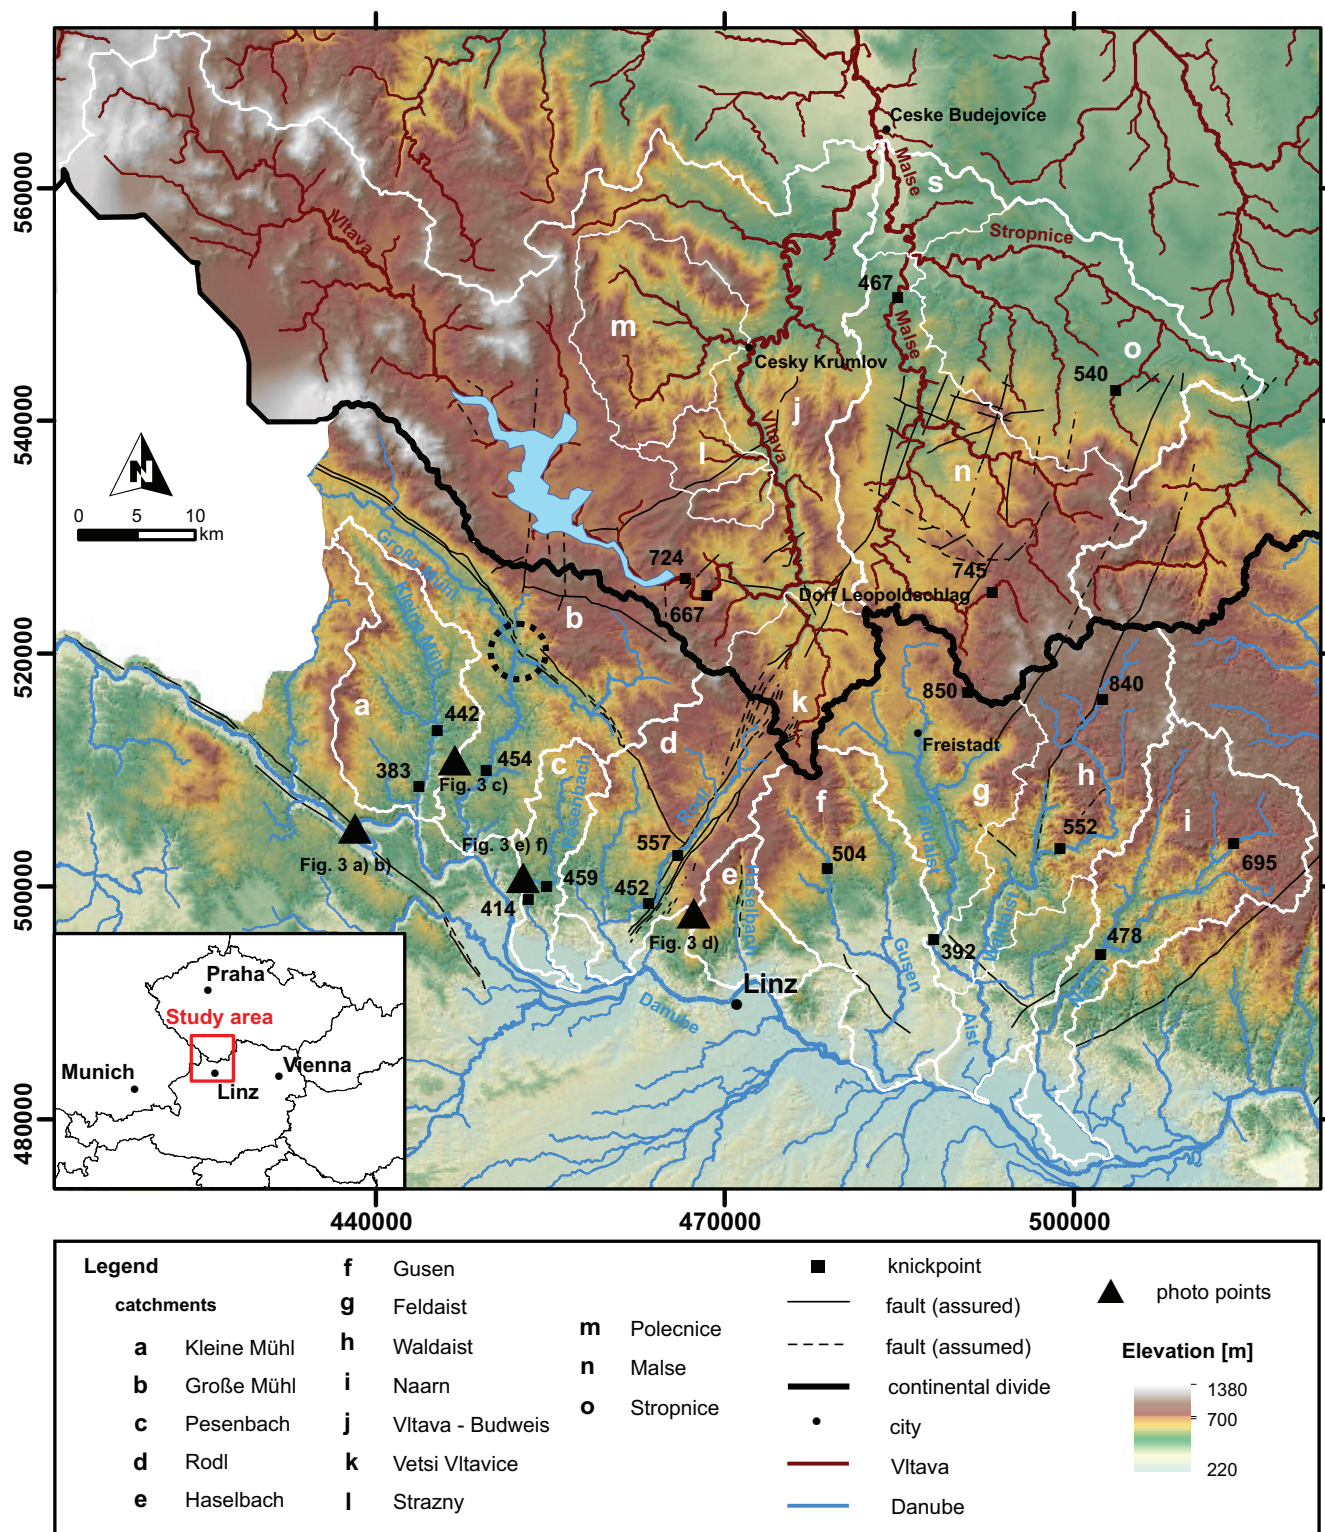 Ceske Budejovice
Malse
s
560000
Vltava
Stropnice
467
m
Malse
o
Cesky Krumlov
540
j
540000
Vltava
l
n
N
0 5 10
km
Große Mühl
724
745
Kleine Mühl
Dorf Leopoldschlag
667
b
520000
850
840
k
a
442
d
Freistadt
c
454
383
h
g
Fig. 3 c)
Pesenbach
Rodl
f
Feldaist
i
552
Fig. 3 e) f)
557
504
Fig. 3 a) b)
695
459
e
500000
452
Haselbach
414
Waldaist
478
Fig. 3 d)
392
Gusen
Naarn
Praha
Linz
Danube
Study area
Aist
Vienna
Munich
Linz
480000
440000 470000 500000
Legend
catchments
a Kleine Mühl
b Große Mühl
c Pesenbach
d Rodl
e Haselbach
f Gusen
g Feldaist
h Waldaist
i Naarn
j Vltava - Budweis
k Vetsi Vltavice
l Strazny
m Polecnice
n Malse
o Stropnice
knickpoint
fault (assured)
fault (assumed)
continental divide
city
Vltava
Danube
photo points
Elevation [m]
1380
700
220